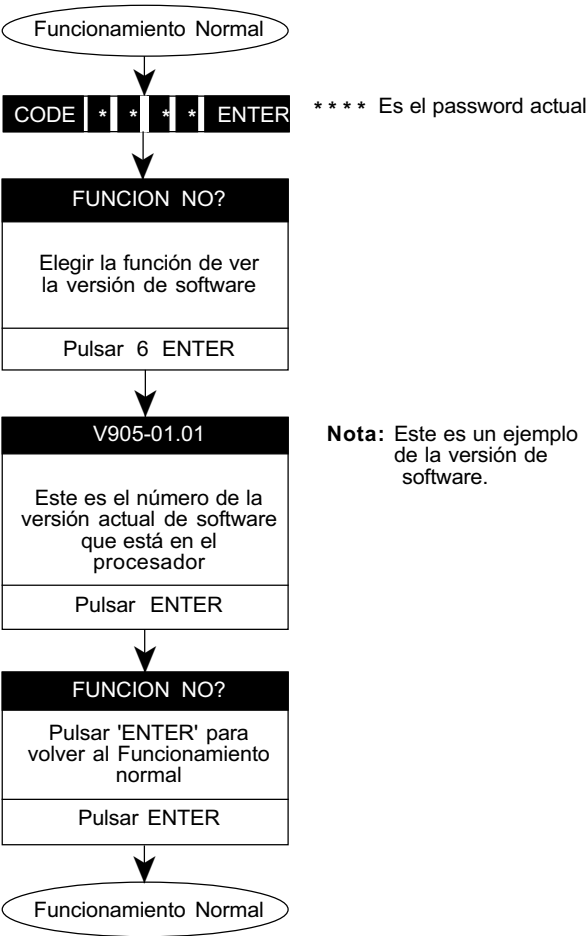 Funcionamiento Normal
CODE * * * * ENTER
* * * * Es el password actual
FUNCION NO?
Elegir la función de ver
la versión de software
Pulsar 6 ENTER
V905-01.01
Nota: Este es un ejemplo
de la versión de
software.
Este es el número de la
versión actual de software
que está en el
procesador
Pulsar ENTER
FUNCION NO?
Pulsar 'ENTER' para
volver al Funcionamiento
normal
Pulsar ENTER
Funcionamiento Normal